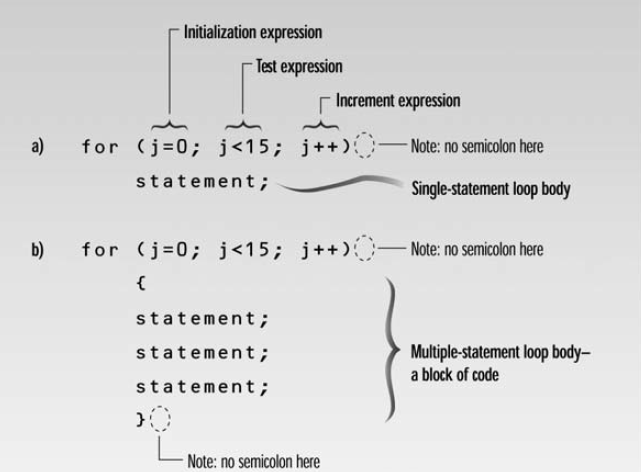 Initialization expression
Test expression
Increment expression
a) for (j=0; j<15; j++) Note: no semicolon here
statement; Single-statement loop body
b) for (j=0; j<15; j++) Note: no semicolon here
{
statement;
statement; Multiple-statement loop body–
a block of code
statement;
}
Note: no semicolon here